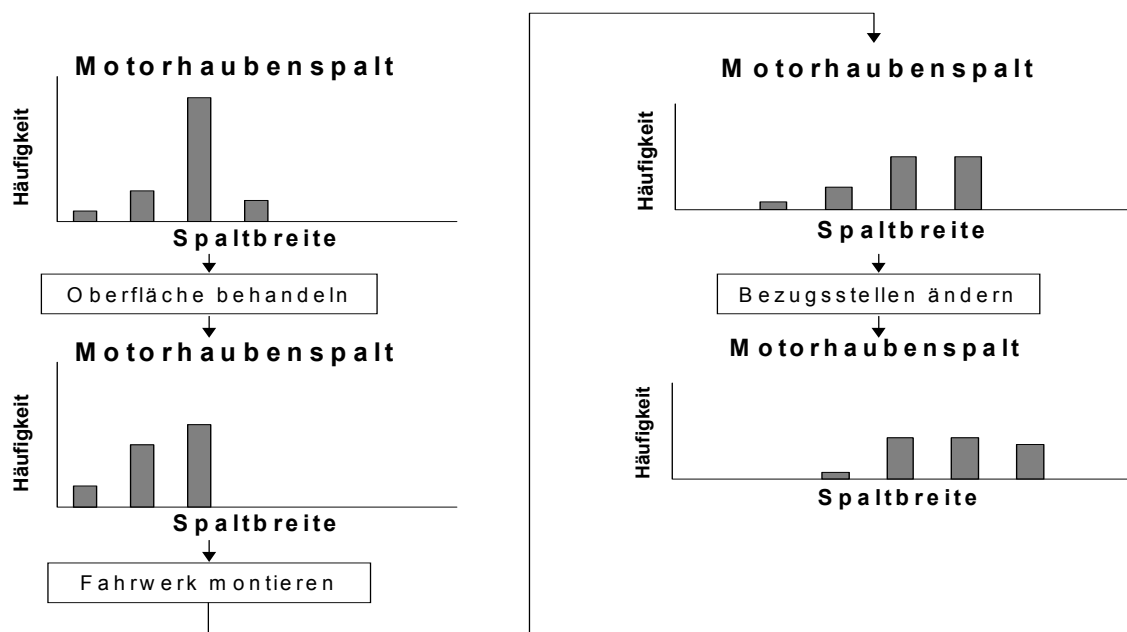 Motorhaubenspalt
Häufigkeit
Spaltbreite
Oberfläche behandeln
Motorhaubenspalt
Häufigkeit
Spaltbreite
Fahrwerk montieren
Motorhaubenspalt
Häufigkeit
Spaltbreite
Bezugsstellen ändern
Motorhaubenspalt
Häufigkeit
Spaltbreite